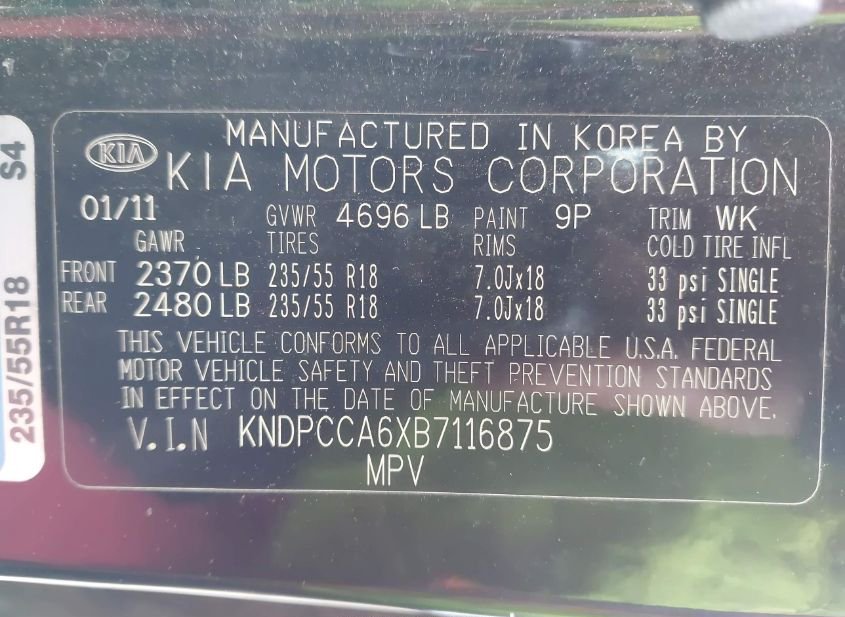 MANUFACTURED IN KOREA BY
KIA KIA MOTORS CORPORATION
01/11 GVWR 4696 LB PAINT 9P TRIM WK
GAWR TIRES RIMS COLD TIRE INFL
FRONT 2370 LB 235/55 R18 7.0Jx18 33 psi SINGLE
REAR 2480 LB 235/55 R18 7.0Jx18 33 psi SINGLE
THIS VEHICLE CONFORMS TO ALL APPLICABLE U.S.A. FEDERAL
MOTOR VEHICLE SAFETY AND THEFT PREVENTION STANDARDS
IN EFFECT ON THE DATE OF MANUFACTURE SHOWN ABOVE.
V.I.N KNDPCCA6XB7116875
MPV
235/55R18 S4